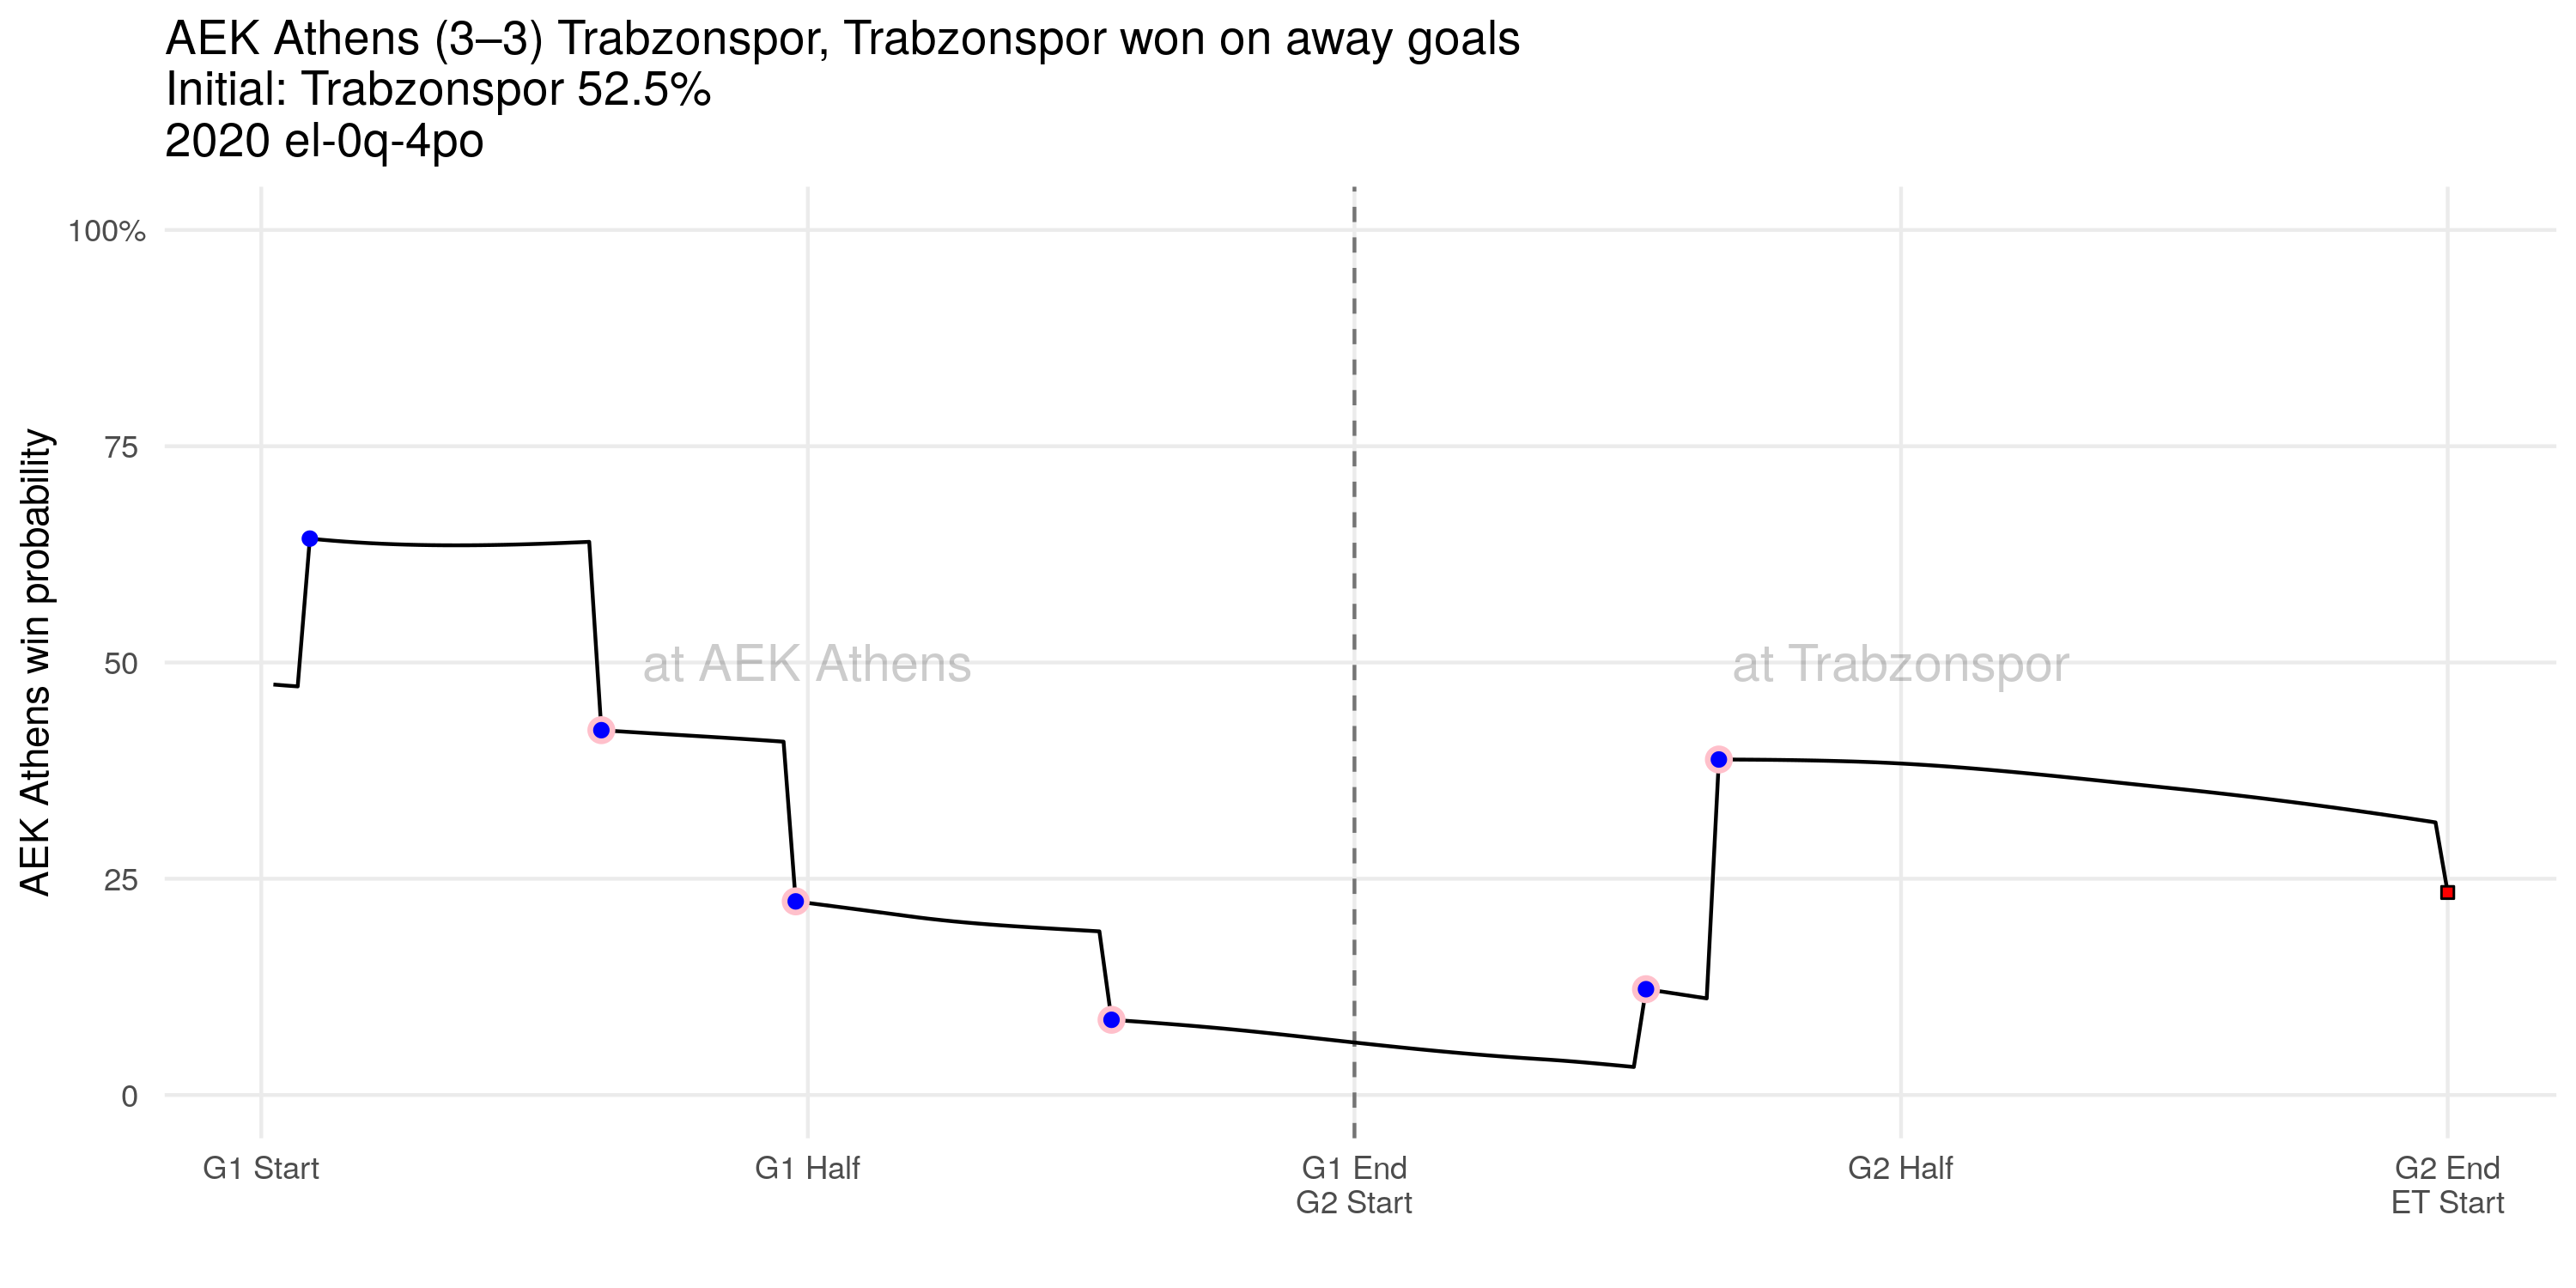 AEK Athens (3–3) Trabzonspor, Trabzonspor won on away goals
Initial: Trabzonspor 52.5%
2020 el-0q-4po
AEK Athens win probability
100%
75
50
25
0
at AEK Athens
at Trabzonspor
G1 Start
G1 Half
G1 End
G2 Start
G2 Half
G2 End
ET Start